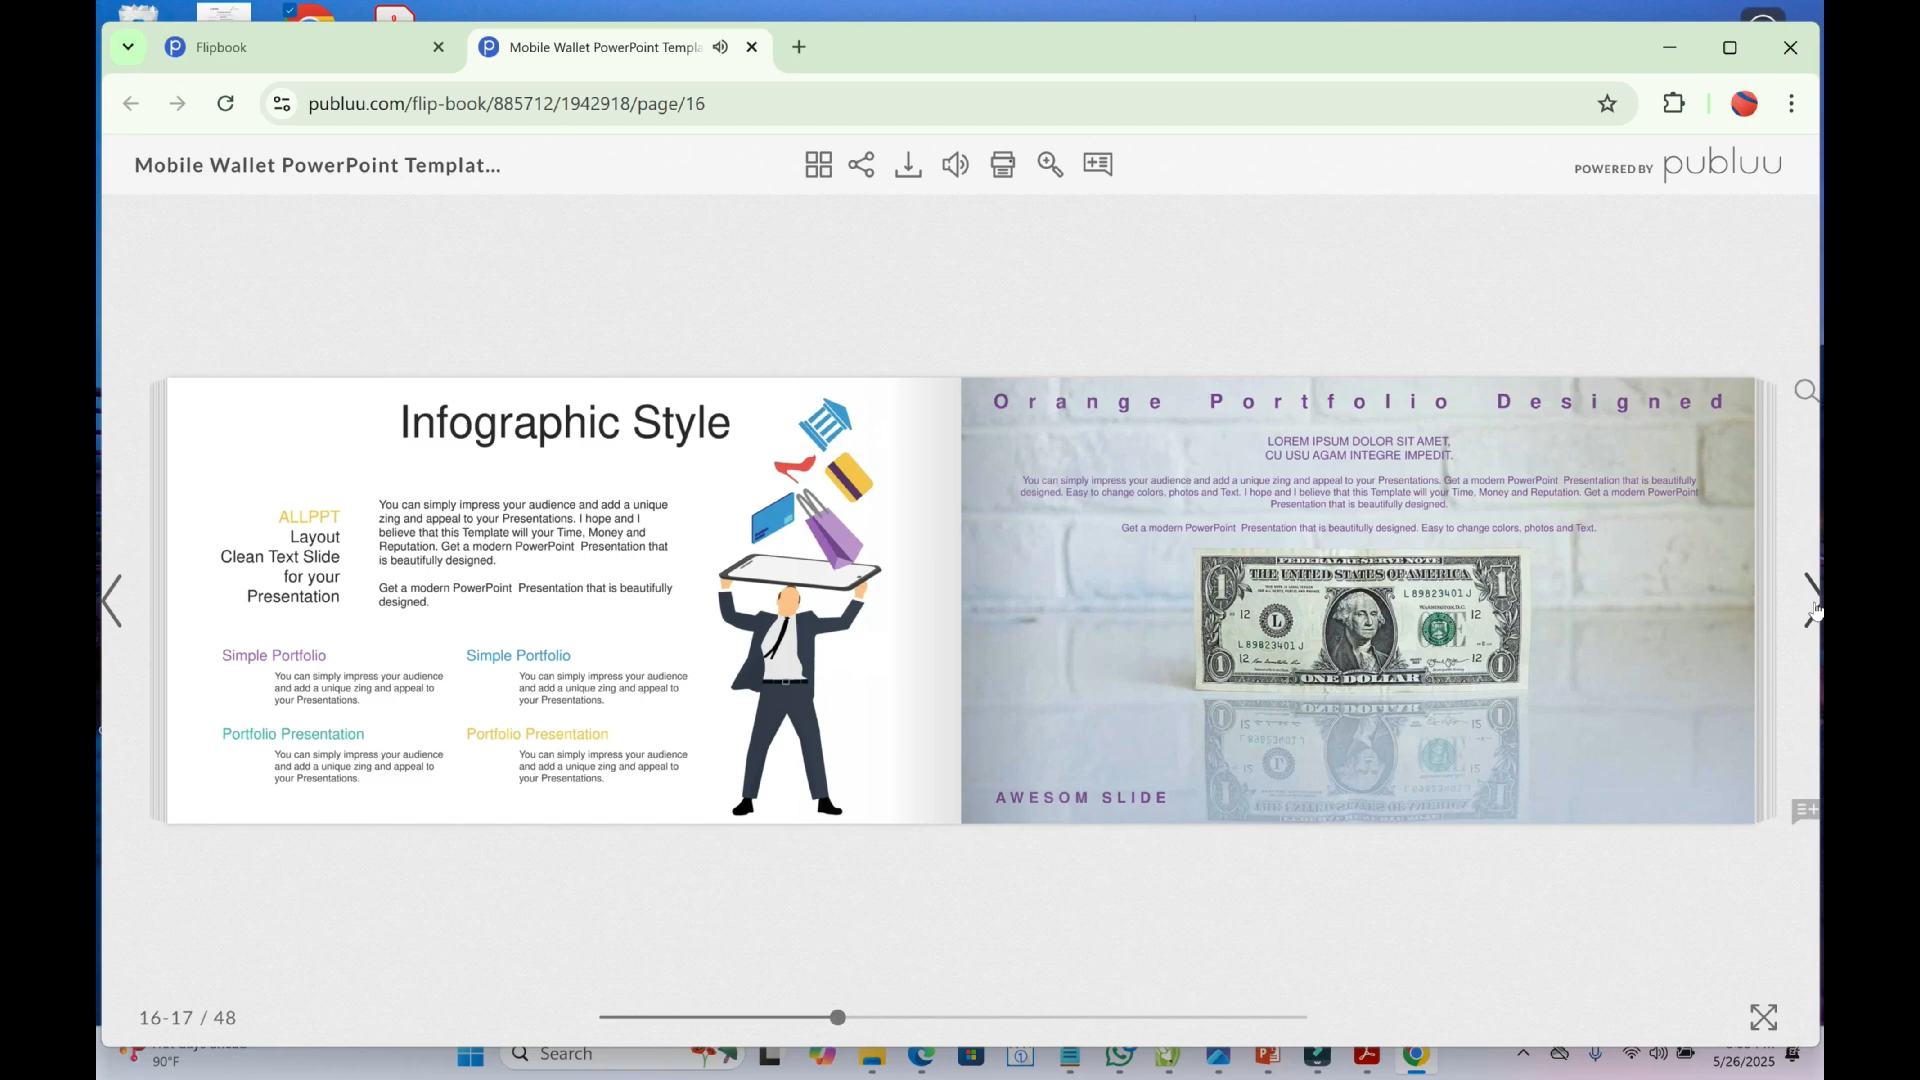 Flipbook
Mobile Wallet PowerPoint Templa
publuu.com/flip-book/885712/1942918/page/16
Mobile Wallet PowerPoint Templat...
POWERED BY publuu
Infographic Style
ALLPPT
Layout
Clean Text Slide
for your
Presentation
You can simply impress your audience and add a unique
zing and appeal to your Presentations. I hope and I
believe that this Template will your Time, Money and
Reputation. Get a modern PowerPoint Presentation that
is beautifully designed.
Get a modern PowerPoint Presentation that is beautifully
designed.
Simple Portfolio
You can simply impress your audience
and add a unique zing and appeal to
your Presentations.
Simple Portfolio
You can simply impress your audience
and add a unique zing and appeal to
your Presentations.
Portfolio Presentation
You can simply impress your audience
and add a unique zing and appeal to
your Presentations.
Portfolio Presentation
You can simply impress your audience
and add a unique zing and appeal to
your Presentations.
Orange Portfolio Designed
LOREM IPSUM DOLOR SIT AMET,
CU USU AGAM INTEGRE IMPEDIT.
You can simply impress your audience and add a unique zing and appeal to your Presentations. Get a modern PowerPoint Presentation that is beautifully
designed. Easy to change colors, photos and Text. I hope and I believe that this Template will your Time, Money and Reputation. Get a modern PowerPoint
Presentation that is beautifully designed.
Get a modern PowerPoint Presentation that is beautifully designed. Easy to change colors, photos and Text.
FEDERAL RESERVE NOTE
THE UNITED STATES OF AMERICA
L 89823401 J
WASHINGTON, D.C.
12 12
L
L 89823401 J
12 12
ONE DOLLAR
AWESOM SLIDE
16-17 / 48
90°F
Search
5/26/2025